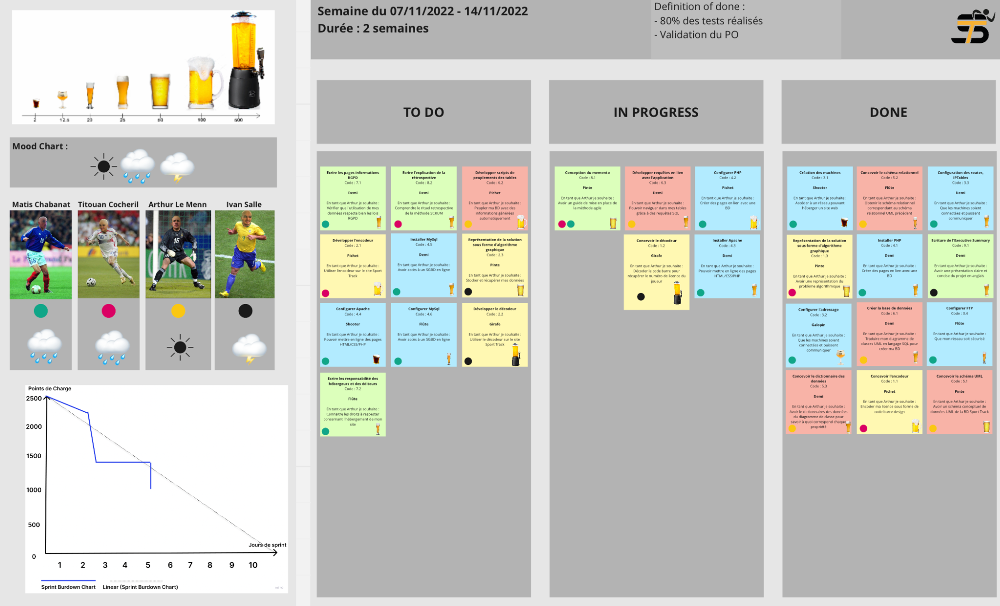 2
12.5
20
25
50
100
500
Mood Chart :
Matis Chabanat
Titouan Cocheril
Arthur Le Menn
Ivan Salle
18
10
16
9
Points de Charge
2500
2000
1500
1000
500
0
Jours de sprint
1 2 3 4 5 6 7 8 9 10
Sprint Burdown Chart
Linear (Sprint Burdown Chart)
miro
Semaine du 07/11/2022 - 14/11/2022
Durée : 2 semaines
Definition of done :
- 80% des tests réalisés
- Validation du PO
TO DO
Ecrire les pages informations
RGPD
Code : 7.1
Demi
En tant que Arthur je souhaite :
Vérifier que l'utilisation de mes
données respecte bien les lois
RGPD
Ecrire l'explication de la
rétrospective
Code : 8.2
Demi
En tant que Arthur je souhaite :
Comprendre le rituel retrospective
de la méthode SCRUM
Développer scripts de
peuplements des tables
Code : 6.2
Pichet
En tant que Arthur je souhaite :
Peupler ma BD avec des
informations générées
automatiquement
Développer l'encodeur
Code : 2.1
Pichet
En tant que Arthur je souhaite :
Utiliser l'encodeur sur le site Sport
Track
Installer MySql
Code : 4.5
Demi
En tant que Arthur je souhaite :
Avoir accès à un SGBD en ligne
Représentation de la solution
sous forme d'algorithme
graphique
Code : 2.3
Pinte
En tant que Arthur je souhaite :
Stocker et récupérer mes données
Configurer Apache
Code : 4.4
Shooter
En tant que Arthur je souhaite :
Pouvoir mettre en ligne des pages
HTML/CSS/PHP
Configurer MySql
Code : 4.6
Flûte
En tant que Arthur je souhaite :
Avoir accès à un SGBD en ligne
Développer le décodeur
Code : 2.2
Girafe
En tant que Arthur je souhaite :
Utiliser le décodeur sur le site
Sport Track
Ecrire les responsabilité des
hébergeurs et des éditeurs
Code : 7.2
Flûte
En tant que Arthur je souhaite :
Connaitre les droits à respecter
concernant l'hébergement de mon
site
IN PROGRESS
Conception du memento
Code : 8.1
Pinte
En tant que Arthur je souhaite :
Avoir un guide de mise en place de
la méthode agile
Développer requêtes en lien
avec l'application
Code : 6.3
Demi
En tant que Arthur je souhaite :
Pouvoir naviguer dans mes tables
grâce à des requêtes SQL
Configurer PHP
Code : 4.2
Pichet
En tant que Arthur je souhaite :
Créer des pages en lien avec une
BD
Concevoir le décodeur
Code : 1.2
Girafe
En tant que Arthur je souhaite :
Décoder le code barre pour
récupérer le numéro de licence du
joueur
Installer Apache
Code : 4.3
Demi
En tant que Arthur je souhaite :
Pouvoir mettre en ligne des pages
HTML/CSS/PHP
DONE
Création des machines
Code : 3.1
Shooter
En tant que Arthur je souhaite :
Accéder à un réseau pouvant
héberger un site web
Concevoir le schéma relationnel
Code : 5.2
Flûte
En tant que Arthur je souhaite :
Obtenir le schéma relationnel
correspondant au schéma
relationnel UML précédent
Configuration des routes,
IPTables
Code : 3.3
Demi
En tant que Arthur je souhaite :
Que les machines soient
connectées et puissent
communiquer
Représentation de la solution
sous forme d'algorithme
graphique
Code : 1.3
Pinte
En tant que Arthur je souhaite :
Avoir une représentation du
problème algorithmique
Installer PHP
Code : 4.1
Demi
En tant que Arthur je souhaite :
Créer des pages en lien avec une
BD
Ecriture de l'Executive Summary
Code : 9.1
Demi
En tant que Arthur je souhaite :
Avoir une présentation claire et
concise du projet en anglais
Configurer l'adressage
Code : 3.2
Galopin
En tant que Arthur je souhaite :
Que les machines soient
connectées et puissent
communiquer
Créer la base de données
Code : 6.1
Demi
En tant que Arthur je souhaite :
Traduire mon diagramme de
classes UML en langage SQL pour
créer ma BD
Configurer FTP
Code : 3.4
Flûte
En tant que Arthur je souhaite :
Que mon réseau soit sécurisé
Concevoir le dictionnaire des
données
Code : 5.3
Demi
En tant que Arthur je souhaite :
Avoir le dictionnaires des données
du diagramme de classe pour
savoir à quoi correspond chaque
propriété
Concevoir l'encodeur
Code : 1.1
Pichet
En tant que Arthur je souhaite :
Encoder ma licence sous forme de
code barre design
Concevoir le schéma UML
Code : 5.1
Pinte
En tant que Arthur je souhaite :
Avoir un schéma conceptuel de
données UML de la BD Sport Track